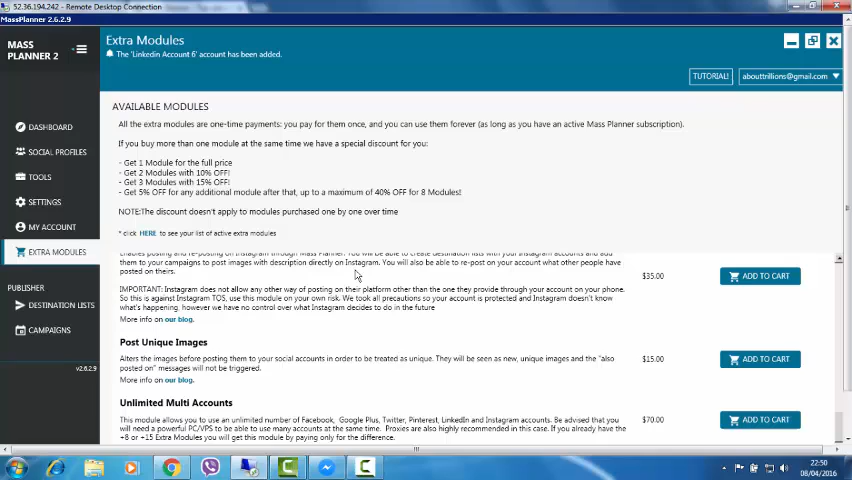 52.36.194.242 - Remote Desktop Connection
MassPlanner 2.6.2.9
MASS
PLANNER 2
Extra Modules
The 'Linkedin Account 6' account has been added.
TUTORIAL!
abouttrillions@gmail.com
DASHBOARD
SOCIAL PROFILES
TOOLS
SETTINGS
MY ACCOUNT
EXTRA MODULES
PUBLISHER
DESTINATION LISTS
CAMPAIGNS
v2.6.2.9
AVAILABLE MODULES
All the extra modules are one-time payments: you pay for them once, and you can use them forever (as long as you have an active Mass Planner subscription).
If you buy more than one module at the same time we have a special discount for you:
- Get 1 Module for the full price
- Get 2 Modules with 10% OFF!
- Get 3 Modules with 15% OFF!
- Get 5% OFF for any additional module after that, up to a maximum of 40% OFF for 8 Modules!
NOTE:The discount doesn't apply to modules purchased one by one over time
* click HERE to see your list of active extra modules
Enables posting and re-posting on Instagram through Mass Planner. You will be able to create destination lists with your Instagram accounts and add
them to your campaigns to post images with description directly on Instagram. You will also be able to re-post on your account what other people have
posted on theirs.
$35.00
ADD TO CART
IMPORTANT: Instagram does not allow any other way of posting on their platform other than the one they provide through your account on your phone.
So this is against Instagram TOS, use this module on your own risk. We took all precautions so your account is protected and Instagram doesn't know
what's happening, however we have no control over what Instagram decides to do in the future
More info on our blog.
Post Unique Images
Alters the images before posting them to your social accounts in order to be treated as unique. They will be seen as new, unique images and the "also
posted on" messages will not be triggered.
$15.00
ADD TO CART
More info on our blog.
Unlimited Multi Accounts
This module allows you to use an unlimited number of Facebook, Google Plus, Twitter, Pinterest, LinkedIn and Instagram accounts. Be advised that you
will need a powerful PC/VPS to be able to use many accounts at the same time. Proxies are also highly recommended in this case. If you already have the
+8 or +15 Extra Modules you will get this module by paying only for the difference.
$70.00
ADD TO CART
22:50
08/04/2016